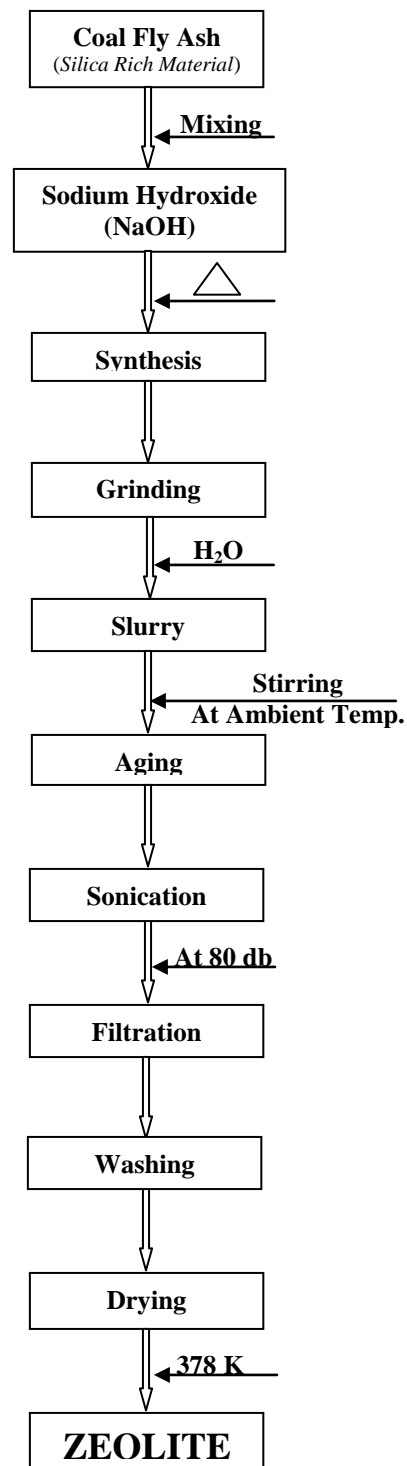 Coal Fly Ash
(Silica Rich Material)
Mixing
Sodium Hydroxide
(NaOH)
Synthesis
Grinding
H₂O
Slurry
Stirring
At Ambient Temp.
Aging
Sonication
At 80 db
Filtration
Washing
Drying
378 K
ZEOLITE